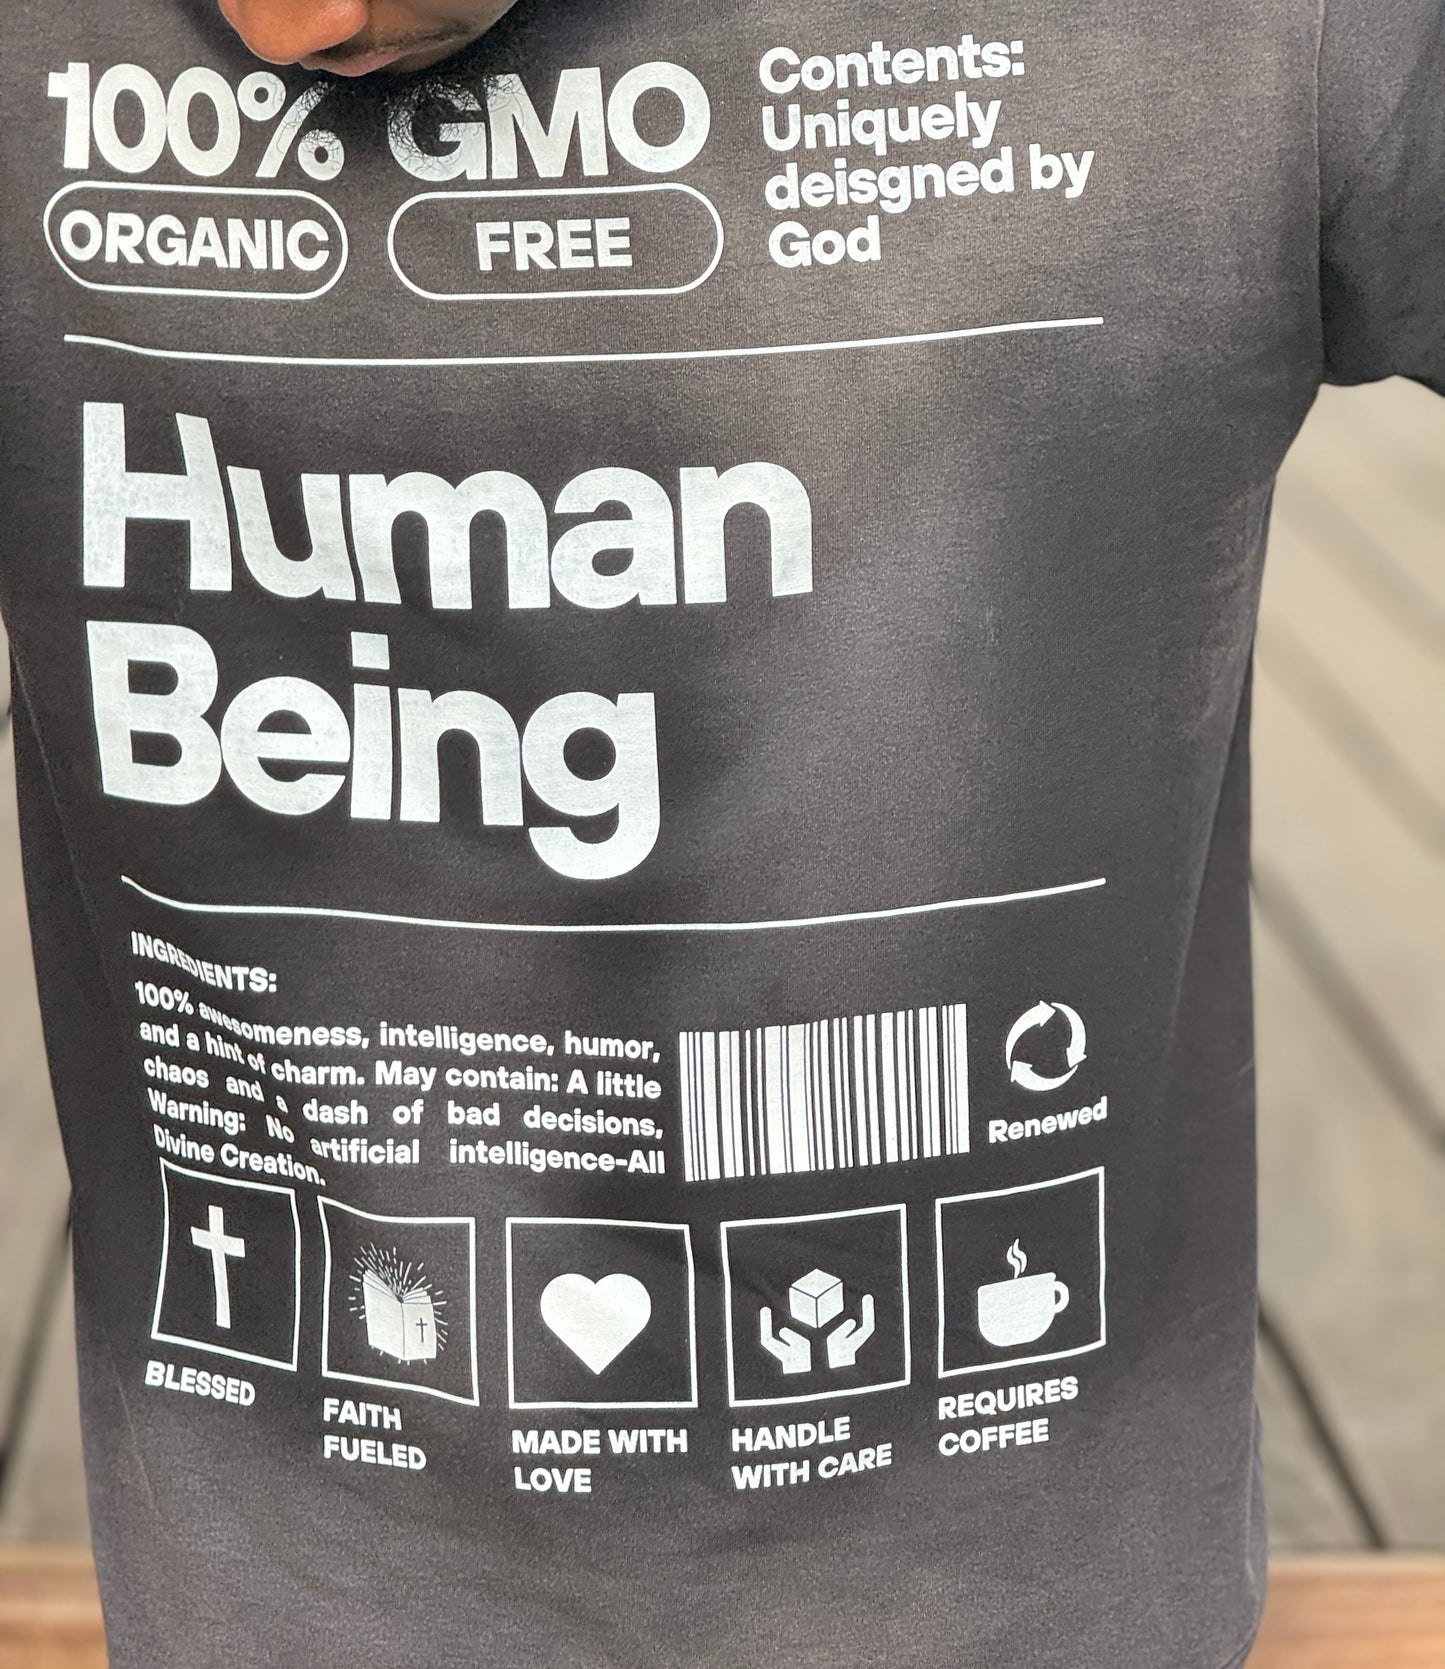 100% GMO
ORGANIC FREE
Contents:
Uniquely
deisgned by
God
Human
Being
INGREDIENTS:
100% awesomeness, intelligence, humor,
and a hint of charm. May contain: A little
chaos and a dash of bad decisions,
Warning: No artificial intelligence-All
Divine Creation.
Renewed
BLESSED
FAITH
FUELED
MADE WITH
LOVE
HANDLE
WITH CARE
REQUIRES
COFFEE